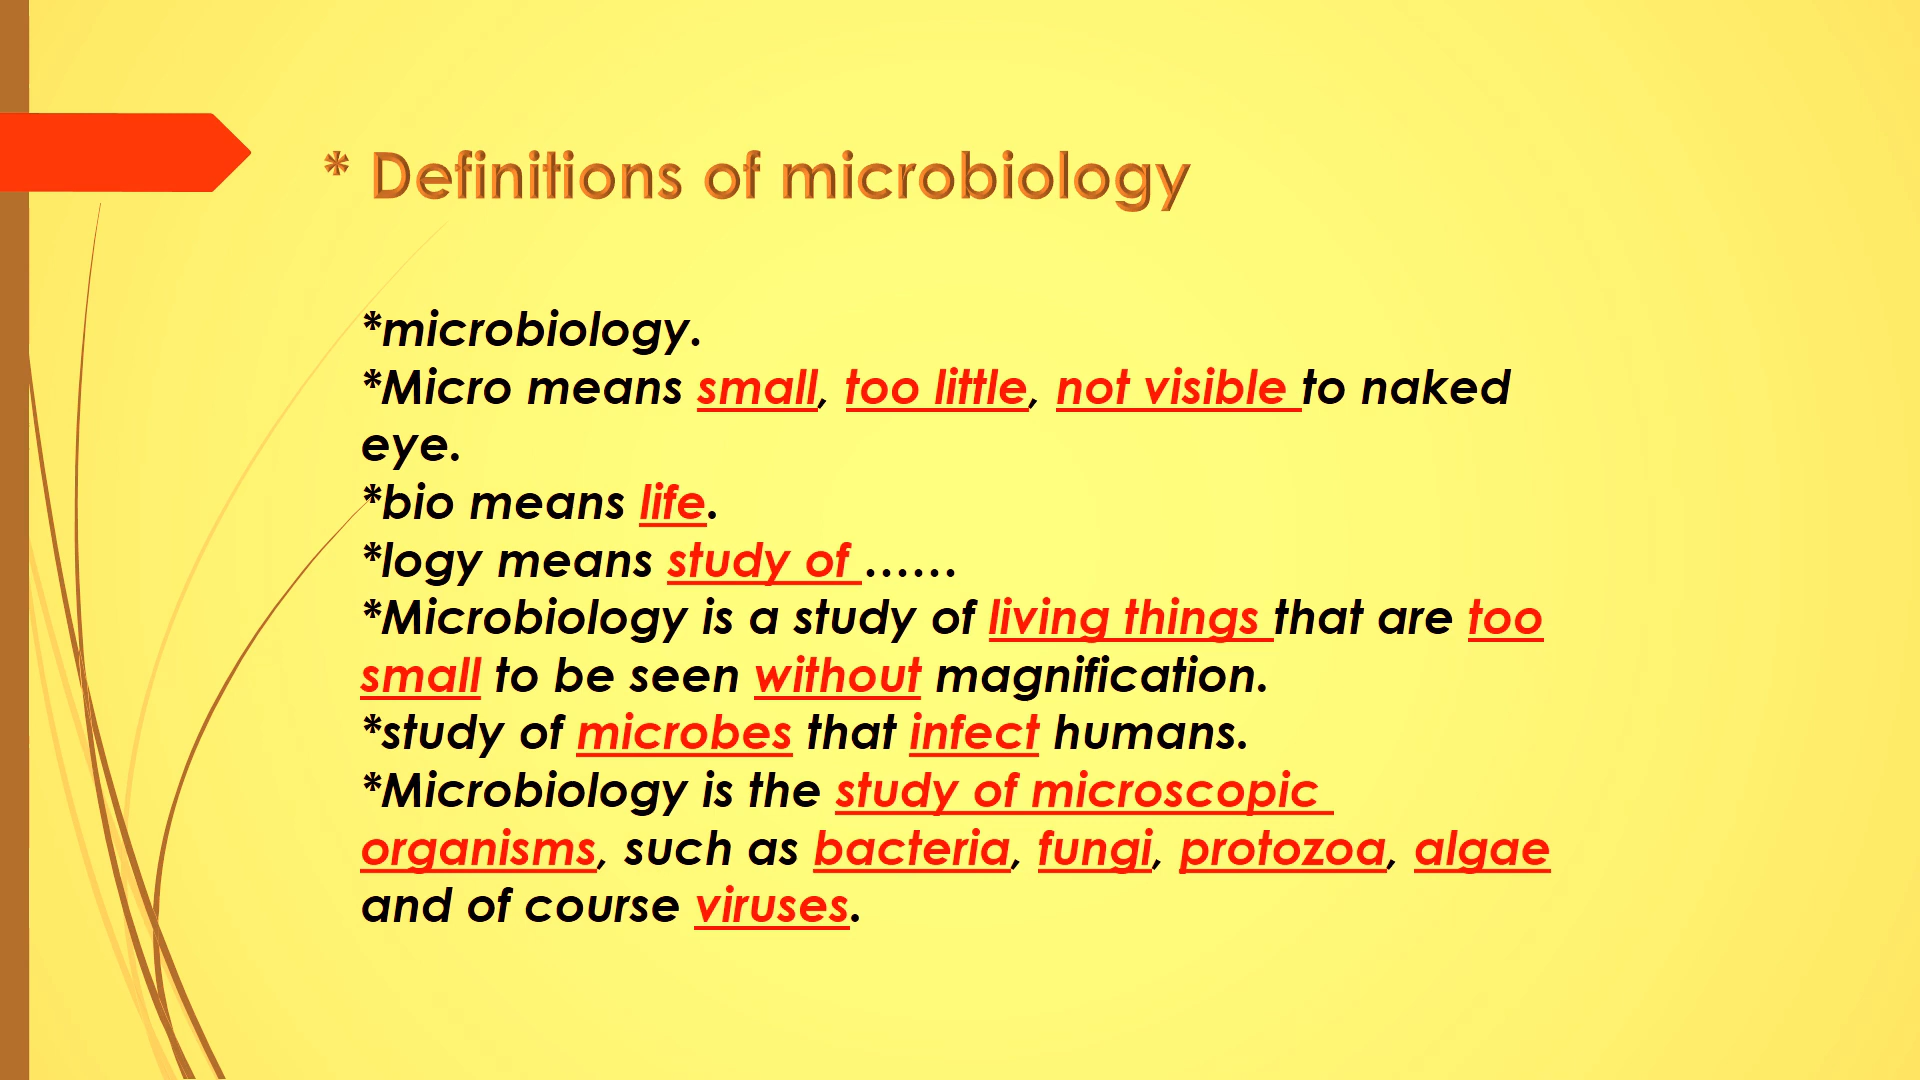 * Definitions of microbiology
*microbiology.
*Micro means small, too little, not visible to naked
eye.
*bio means life.
*logy means study of ......
*Microbiology is a study of living things that are too
small to be seen without magnification.
*study of microbes that infect humans.
*Microbiology is the study of microscopic
organisms, such as bacteria, fungi, protozoa, algae
and of course viruses.